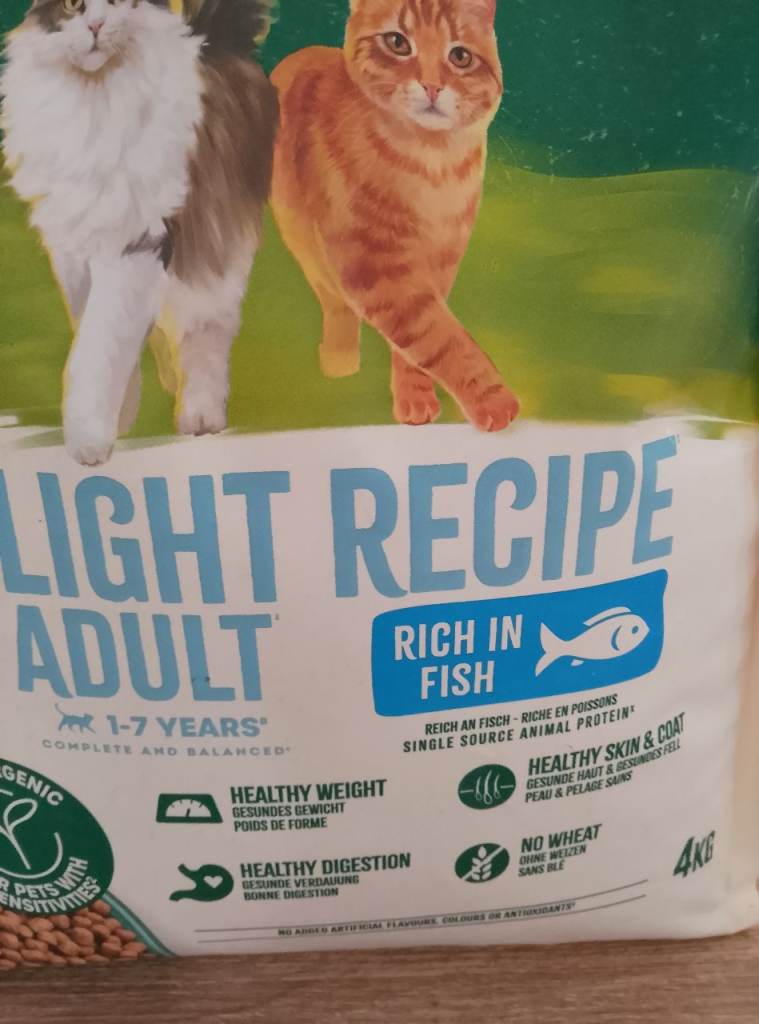 LIGHT RECIPE
ADULT
1-7 YEARS
COMPLETE AND BALANCED
RICH IN
FISH
REICH AN FISCH - RICHE EN POISSONS
SINGLE SOURCE ANIMAL PROTEIN
HEALTHY WEIGHT
GESUNDES GEWICHT
POIDS DE FORME
HEALTHY SKIN & COAT
GESUNDE HAUT & GESUNDES FELL
PEAU & PELAGE SAINS
HEALTHY DIGESTION
GESUNDE VERDAUUNG
BONNE DIGESTION
NO WHEAT
OHNE WEIZEN
SANS BLÉ
4KG
PETS WITH
NO ADDED ARTIFICIAL FLAVOURS, COLOURS OR ANTIOXIDANTS